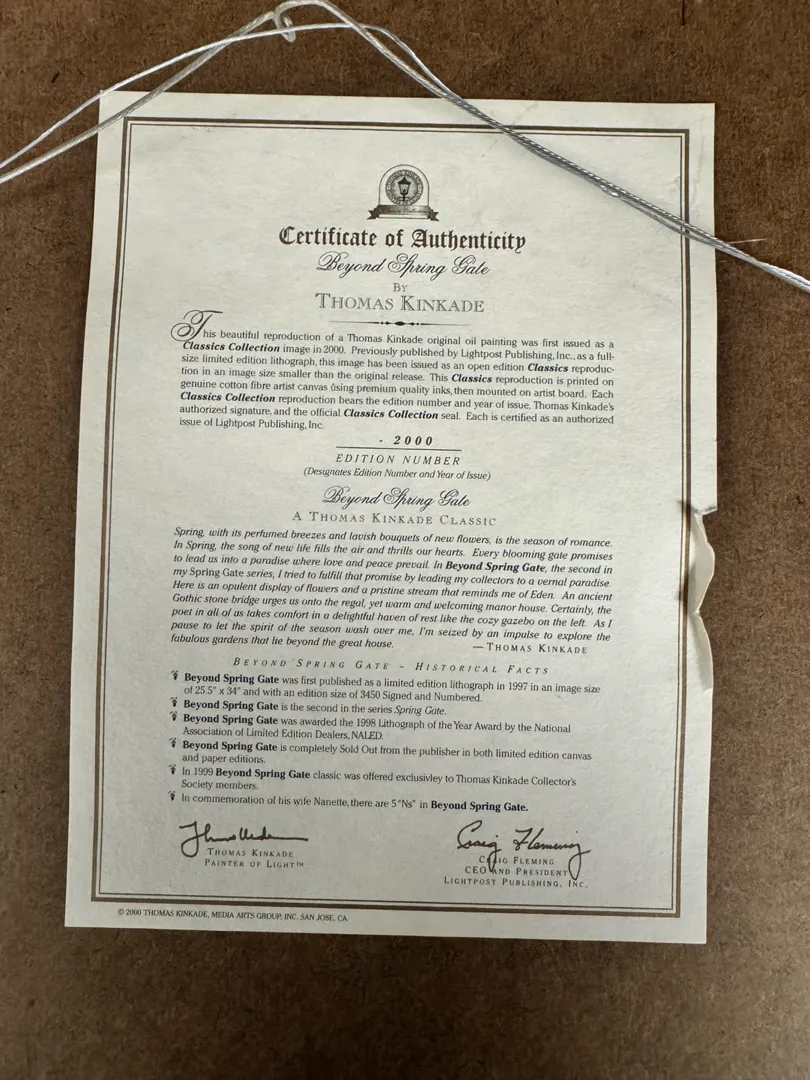 Certificate of Authenticity
Beyond Spring Gate
BY
THOMAS KINKADE
This beautiful reproduction of a Thomas Kinkade original oil painting was first issued as a
Classics Collection image in 2000. Previously published by Lightpost Publishing, Inc., as a full-
size limited edition lithograph, this image has been issued as an open edition Classics reproduc-
tion in an image size smaller than the original release. This Classics reproduction is printed on
genuine cotton fibre artist canvas using premium quality inks, then mounted on artist board. Each
Classics Collection reproduction bears the edition number and year of issue, Thomas Kinkade's
authorized signature, and the official Classics Collection seal. Each is certified as an authorized
issue of Lightpost Publishing, Inc.
- 2000
EDITION NUMBER
(Designates Edition Number and Year of Issue)
Beyond Spring Gate
A THOMAS KINKADE CLASSIC
Spring, with its perfumed breezes and lavish bouquets of new flowers, is the season of romance.
In Spring, the song of new life fills the air and thrills our hearts. Every blooming gate promises
to lead us into a paradise where love and peace prevail. In Beyond Spring Gate, the second in
my Spring Gate series, I tried to fulfill that promise by leading my collectors to a vernal paradise.
Here is an opulent display of flowers and a pristine stream that reminds me of Eden. An ancient
Gothic stone bridge urges us onto the regal, yet warm and welcoming manor house. Certainly, the
poet in all of us takes comfort in a delightful haven of rest like the cozy gazebo on the left. As I
pause to let the spirit of the season wash over me, I'm seized by an impulse to explore the
fabulous gardens that lie beyond the great house. — THOMAS KINKADE
BEYOND SPRING GATE - HISTORICAL FACTS
Beyond Spring Gate was first published as a limited edition lithograph in 1997 in an image size
of 25.5" x 34" and with an edition size of 3450 Signed and Numbered.
Beyond Spring Gate is the second in the series Spring Gate.
Beyond Spring Gate was awarded the 1998 Lithograph of the Year Award by the National
Association of Limited Edition Dealers, NALED.
Beyond Spring Gate is completely Sold Out from the publisher in both limited edition canvas
and paper editions.
In 1999 Beyond Spring Gate classic was offered exclusivley to Thomas Kinkade Collector's
Society members.
In commemoration of his wife Nanette, there are 5 "Ns" in Beyond Spring Gate.
THOMAS KINKADE
PAINTER OF LIGHT™
Craig Fleming
CRAIG FLEMING
CEO AND PRESIDENT
LIGHTPOST PUBLISHING, INC.
© 2000 THOMAS KINKADE, MEDIA ARTS GROUP, INC. SAN JOSE, CA.